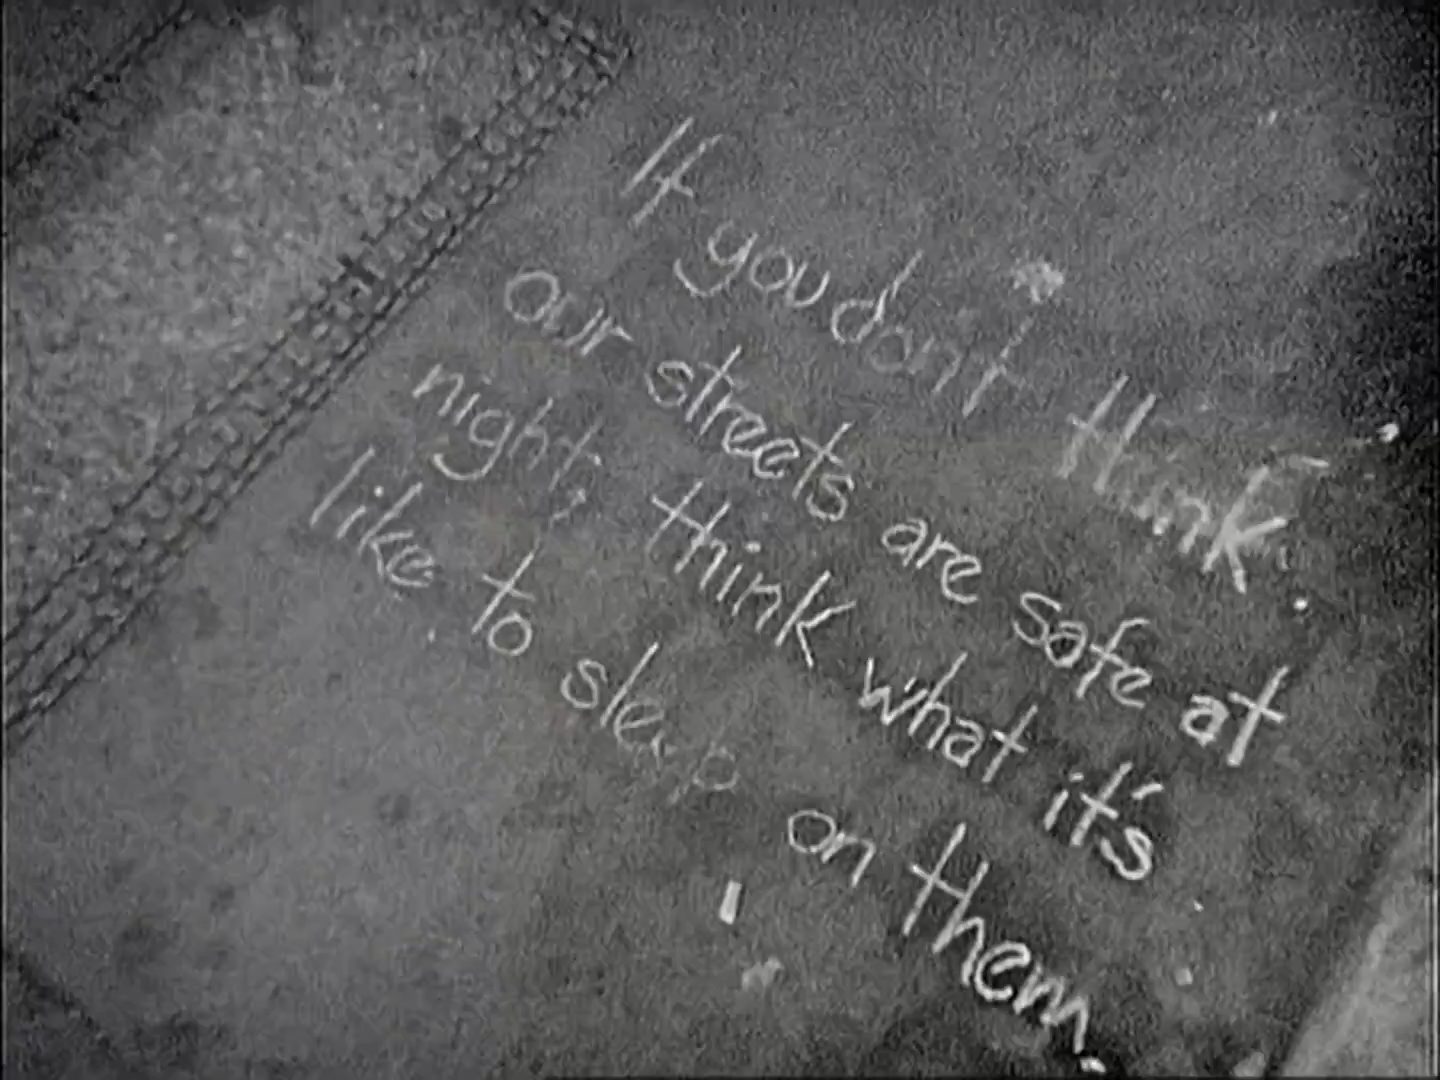 If you don't think
our streets are safe at
night, think what it's
like to sleep on them.